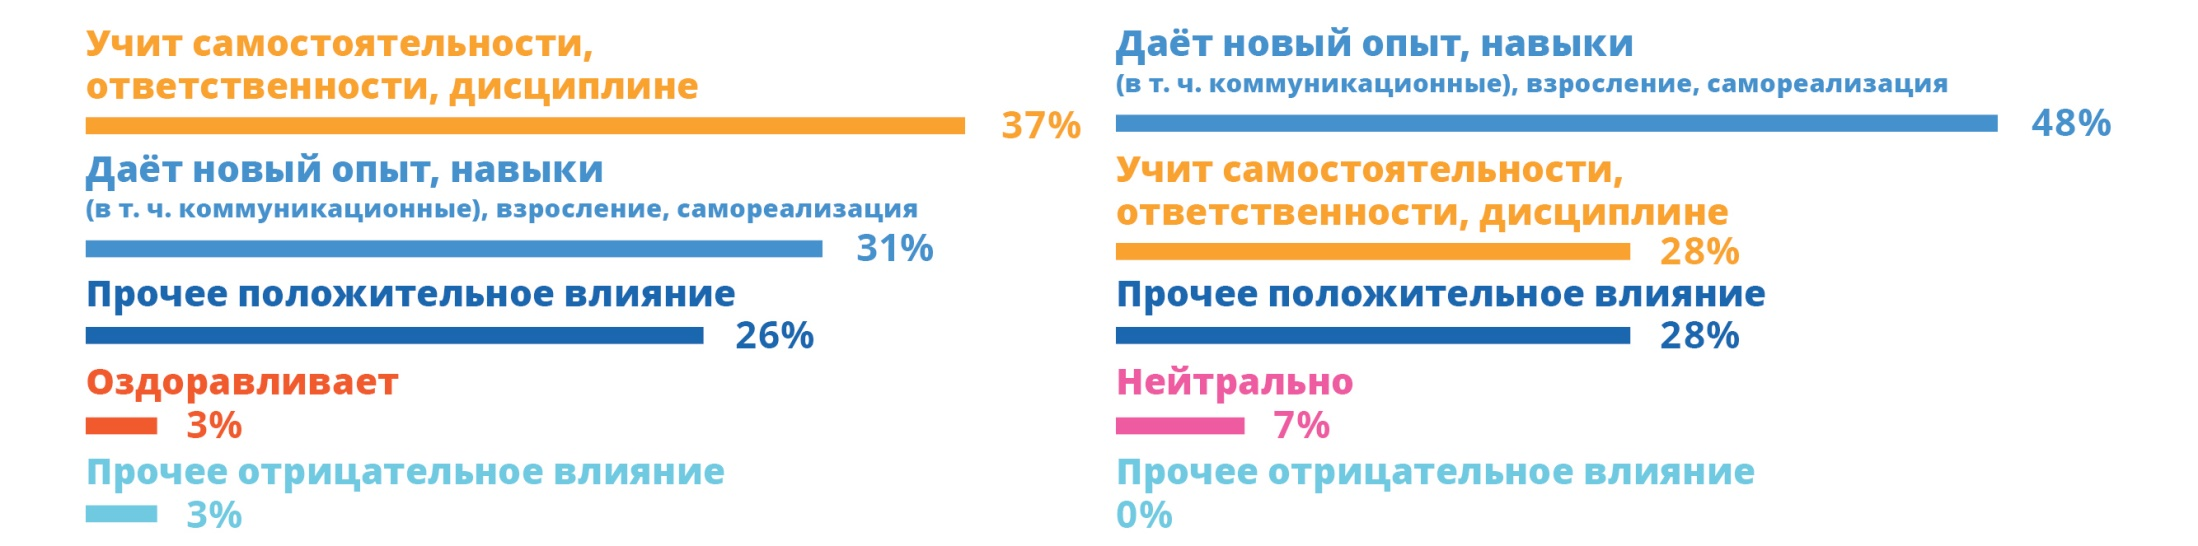 Учит самостоятельности,
ответственности, дисциплине
37%
Даёт новый опыт, навыки
(в т. ч. коммуникационные), взросление, самореализация
31%
Прочее положительное влияние
26%
Оздоравливает
3%
Прочее отрицательное влияние
3%
Даёт новый опыт, навыки
(в т. ч. коммуникационные), взросление, самореализация
48%
Учит самостоятельности,
ответственности, дисциплине
28%
Прочее положительное влияние
28%
Нейтрально
7%
Прочее отрицательное влияние
0%